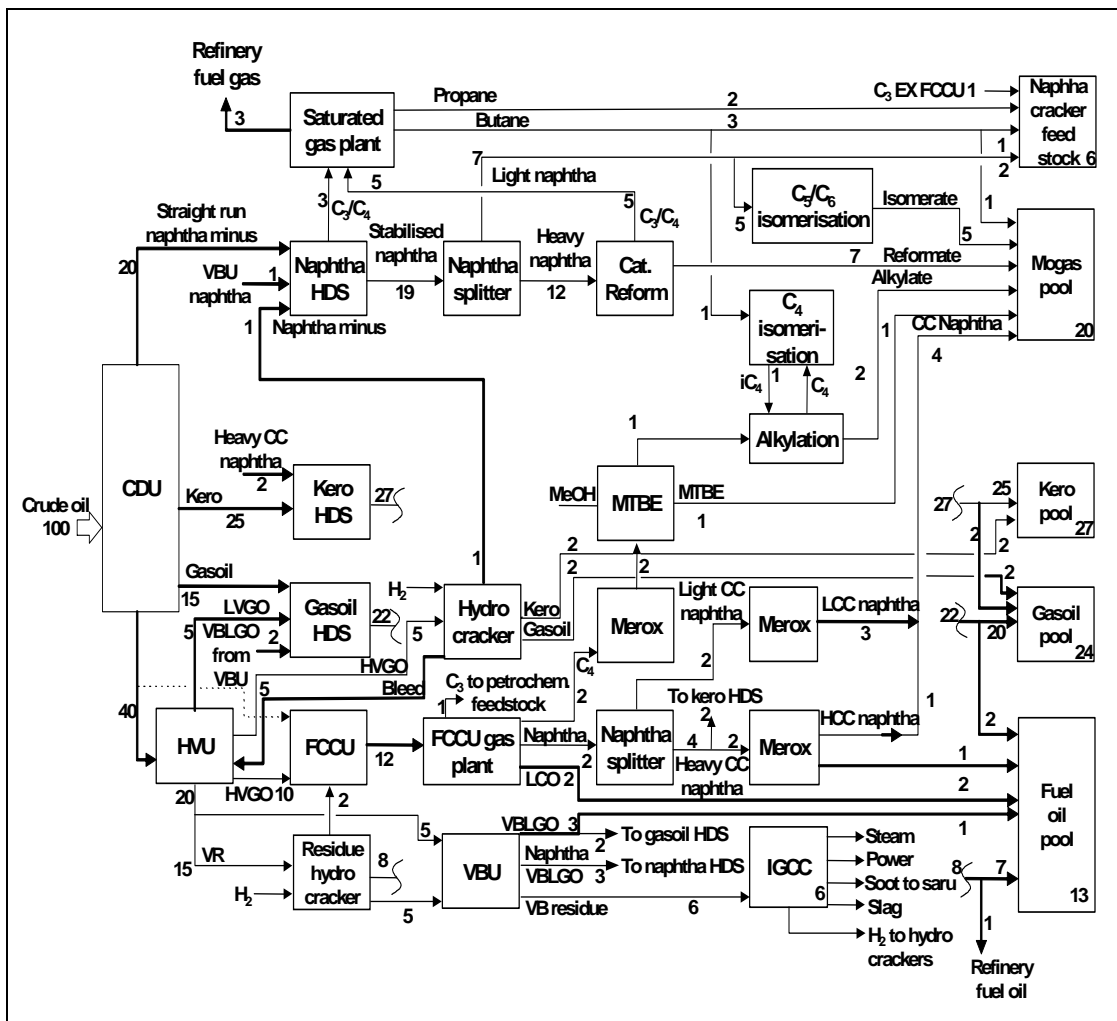 Refinery
fuel gas
3
Saturated
gas plant
Propane
2
Butane
3
C3 EX FCCU 1
Naphha
cracker
feed
stock 6
7
1
2
Light naphtha
5
5
3
C3/C4
C3/C4
5
C5/C6
isomerisation
Isomerate
5
1
Straight run
naphtha minus
20
VBU
naphtha
1
Naphtha
HDS
Stabilised
naphtha
19
Naphtha
splitter
Heavy
naphtha
12
Cat.
Reform
7
Reformate
Alkylate
Mogas
pool
20
1
Naphtha minus
1
C4
isomeri-
sation
1
CC Naphtha
4
iC4
1
C4
2
1
Alkylation
CDU
Crude oil
100
Heavy CC
naphtha
2
Kero
25
Kero
HDS
27
MeOH
MTBE
MTBE
1
27
25
Kero
pool
27
2
2
1
Gasoil
15
LVGO
5
VBLGO
from
VBU
2
Gasoil
HDS
22
H2
HVGO
5
Hydro
cracker
Kero
Gasoil
2
2
2
Merox
Light CC
naphtha
Merox
LCC naphtha
3
2
22
20
Gasoil
pool
24
5
Bleed
40
HVU
FCCU
12
C3 to petrochem.
feedstock
1
C4
2
FCCU gas
plant
Naphtha
2
LCO 2
Naphtha
splitter
2
To kero HDS
2
4
2
Heavy CC
naphtha
Merox
HCC naphtha
1
2
1
2
1
Fuel
oil
pool
13
20
HVGO 10
2
15
VR
H2
Residue
hydro
cracker
8
5
5
VBU
VBLGO 3
To gasoil HDS
Naphtha
2
To naphtha HDS
VBLGO
3
VB residue
6
IGCC
6
Steam
Power
Soot to saru
Slag
H2 to hydro
crackers
8
7
1
Refinery
fuel oil